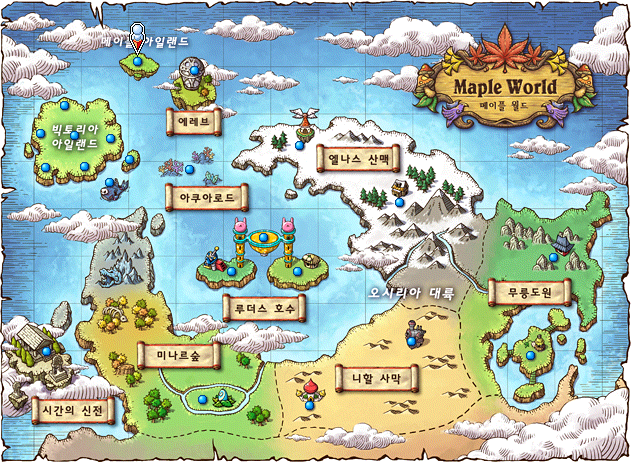 메이플 아일랜드
Maple World
메이플 월드
에레브
빅토리아
아일랜드
엘나스 산맥
아쿠아로드
오시리아 대륙
무릉도원
루더스 호수
미나르숲
니할 사막
시간의 신전